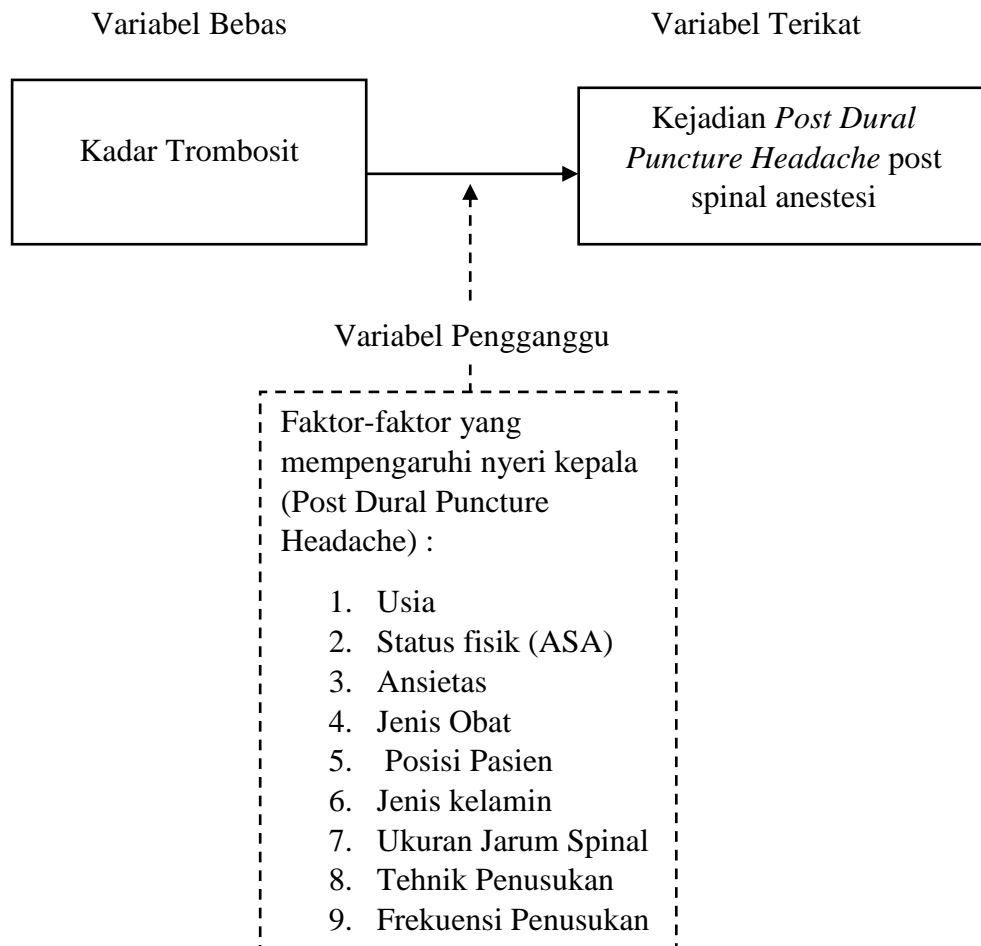 Variabel Bebas
Variabel Terikat
Kadar Trombosit
Kejadian Post Dural
Puncture Headache post
spinal anestesi
Variabel Pengganggu
Faktor-faktor yang
mempengaruhi nyeri kepala
(Post Dural Puncture
Headache) :
1. Usia
2. Status fisik (ASA)
3. Ansietas
4. Jenis Obat
5. Posisi Pasien
6. Jenis kelamin
7. Ukuran Jarum Spinal
8. Tehnik Penusukan
9. Frekuensi Penusukan